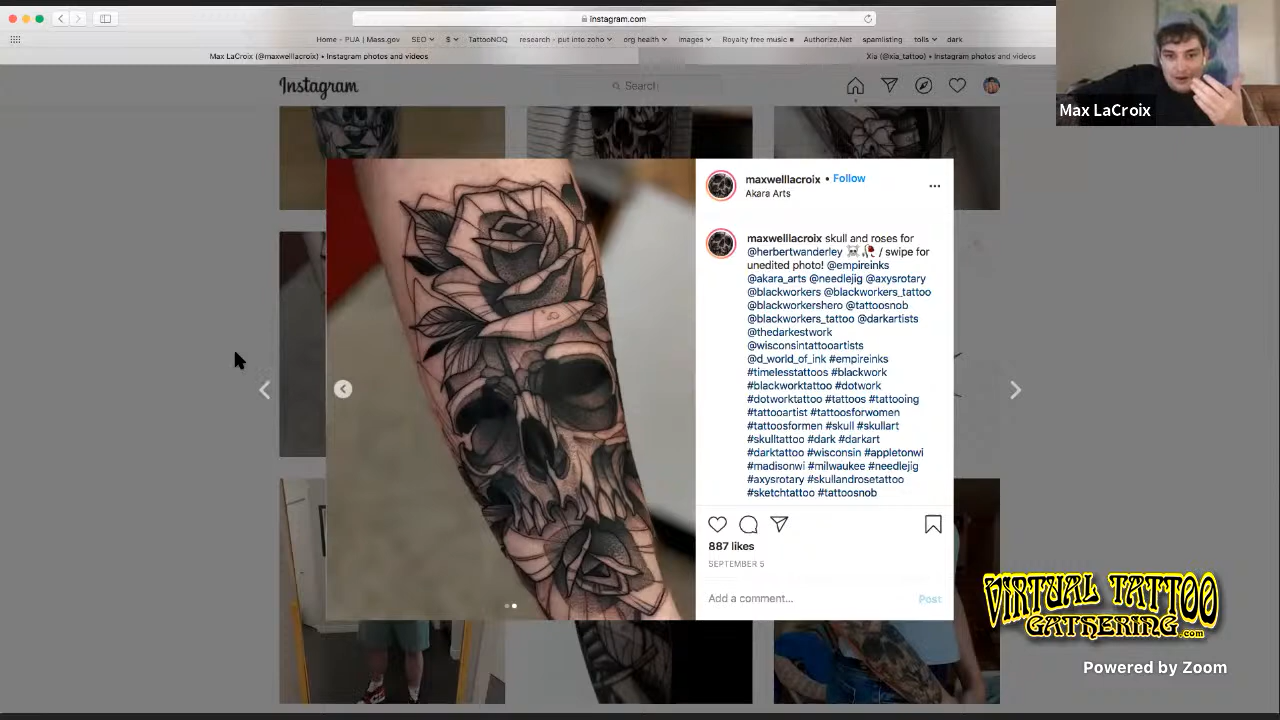 instagram.com
Home - PUA | Mass.gov SEO $ TattooNOQ research - put into zoho org health images Royalty free music Authorize.Net spamlisting tolls dark
Max LaCroix (@maxwelllacroix) • Instagram photos and videos Xia (@xia_tattoo) • Instagram photos and videos
Instagram
Search
Max LaCroix
maxwelllacroix • Follow
Akara Arts
maxwelllacroix skull and roses for
@herbertwanderley ☠️🥀 / swipe for
unedited photo! @empireinks
@akara_arts @needlejig @axysrotary
@blackworkers @blackworkers_tattoo
@blackworkershero @tattoosnob
@blackworkers_tattoo @darkartists
@thedarkestwork
@wisconsintattooartists
@d_world_of_ink #empireinks
#timelesstattoos #blackwork
#blackworktattoo #dotwork
#dotworktattoo #tattoos #tattooing
#tattooartist #tattoosforwomen
#tattoosformen #skull #skullart
#skulltattoo #dark #darkart
#darktattoo #wisconsin #appletonwi
#madisonwi #milwaukee #needlejig
#axysrotary #skullandrosetattoo
#sketchtattoo #tattoosnob
887 likes
SEPTEMBER 5
Add a comment... Post
VIRTUAL TATTOO
GATHERING.com
Powered by Zoom